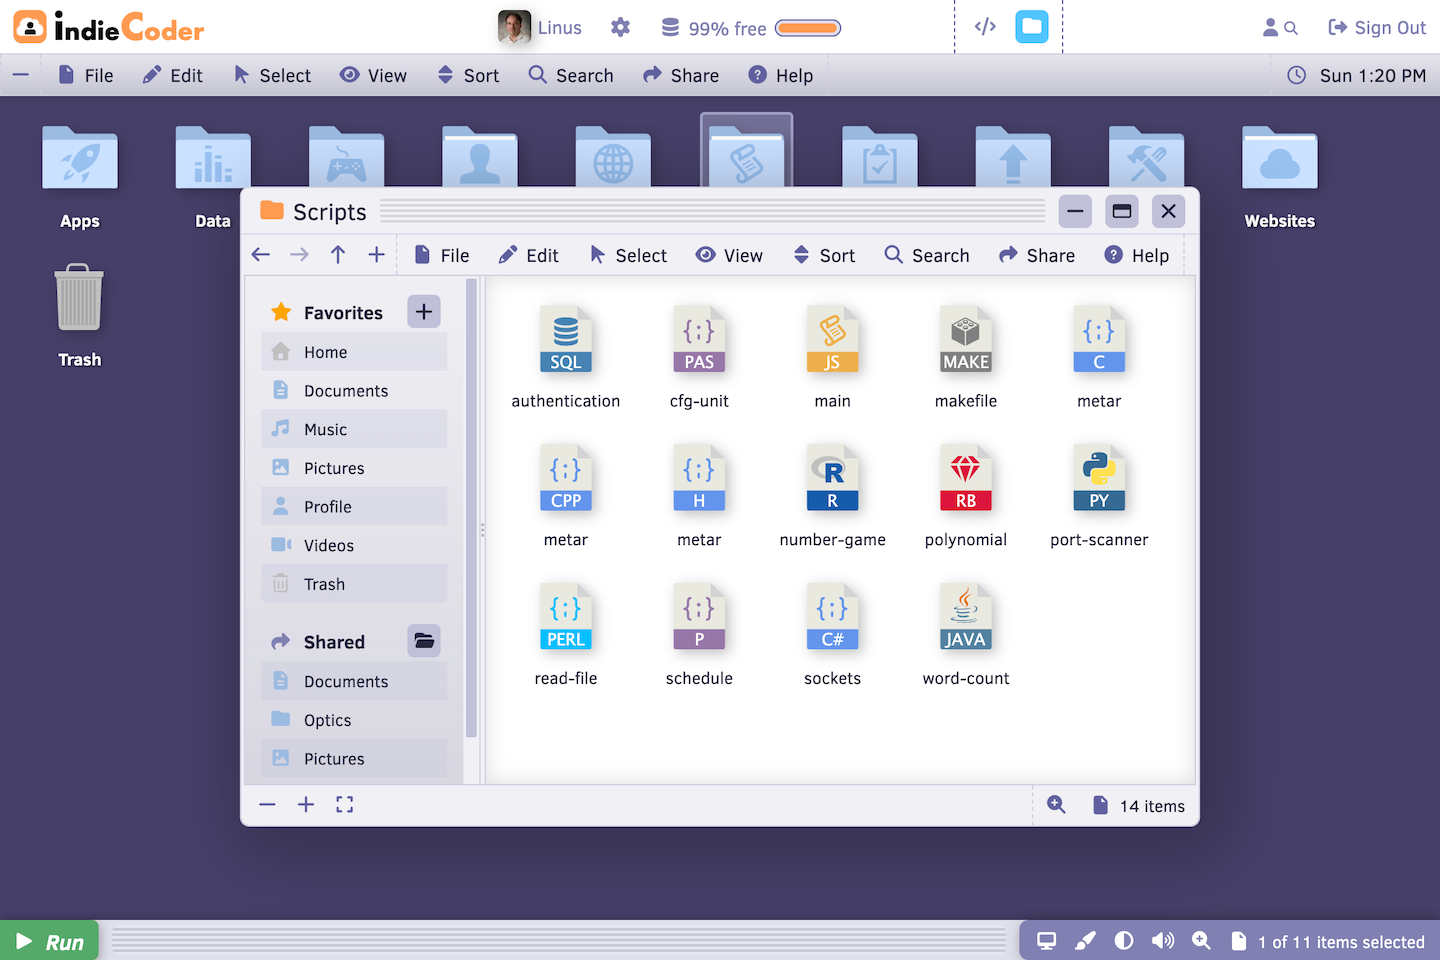 indieCoder
Linus
99% free
</>
Sign Out
File
Edit
Select
View
Sort
Search
Share
Help
Sun 1:20 PM
Apps
Data
Websites
Trash
Scripts
File
Edit
Select
View
Sort
Search
Share
Help
Favorites
Home
Documents
Music
Pictures
Profile
Videos
Trash
Shared
Documents
Optics
Pictures
SQL
authentication
{;} PAS
cfg-unit
JS
main
MAKE
makefile
{;} C
metar
{;} CPP
metar
{;} H
metar
R R
number-game
RB
polynomial
PY
port-scanner
{;} PERL
read-file
{;} P
schedule
{;} C#
sockets
JAVA
word-count
14 items
Run
1 of 11 items selected